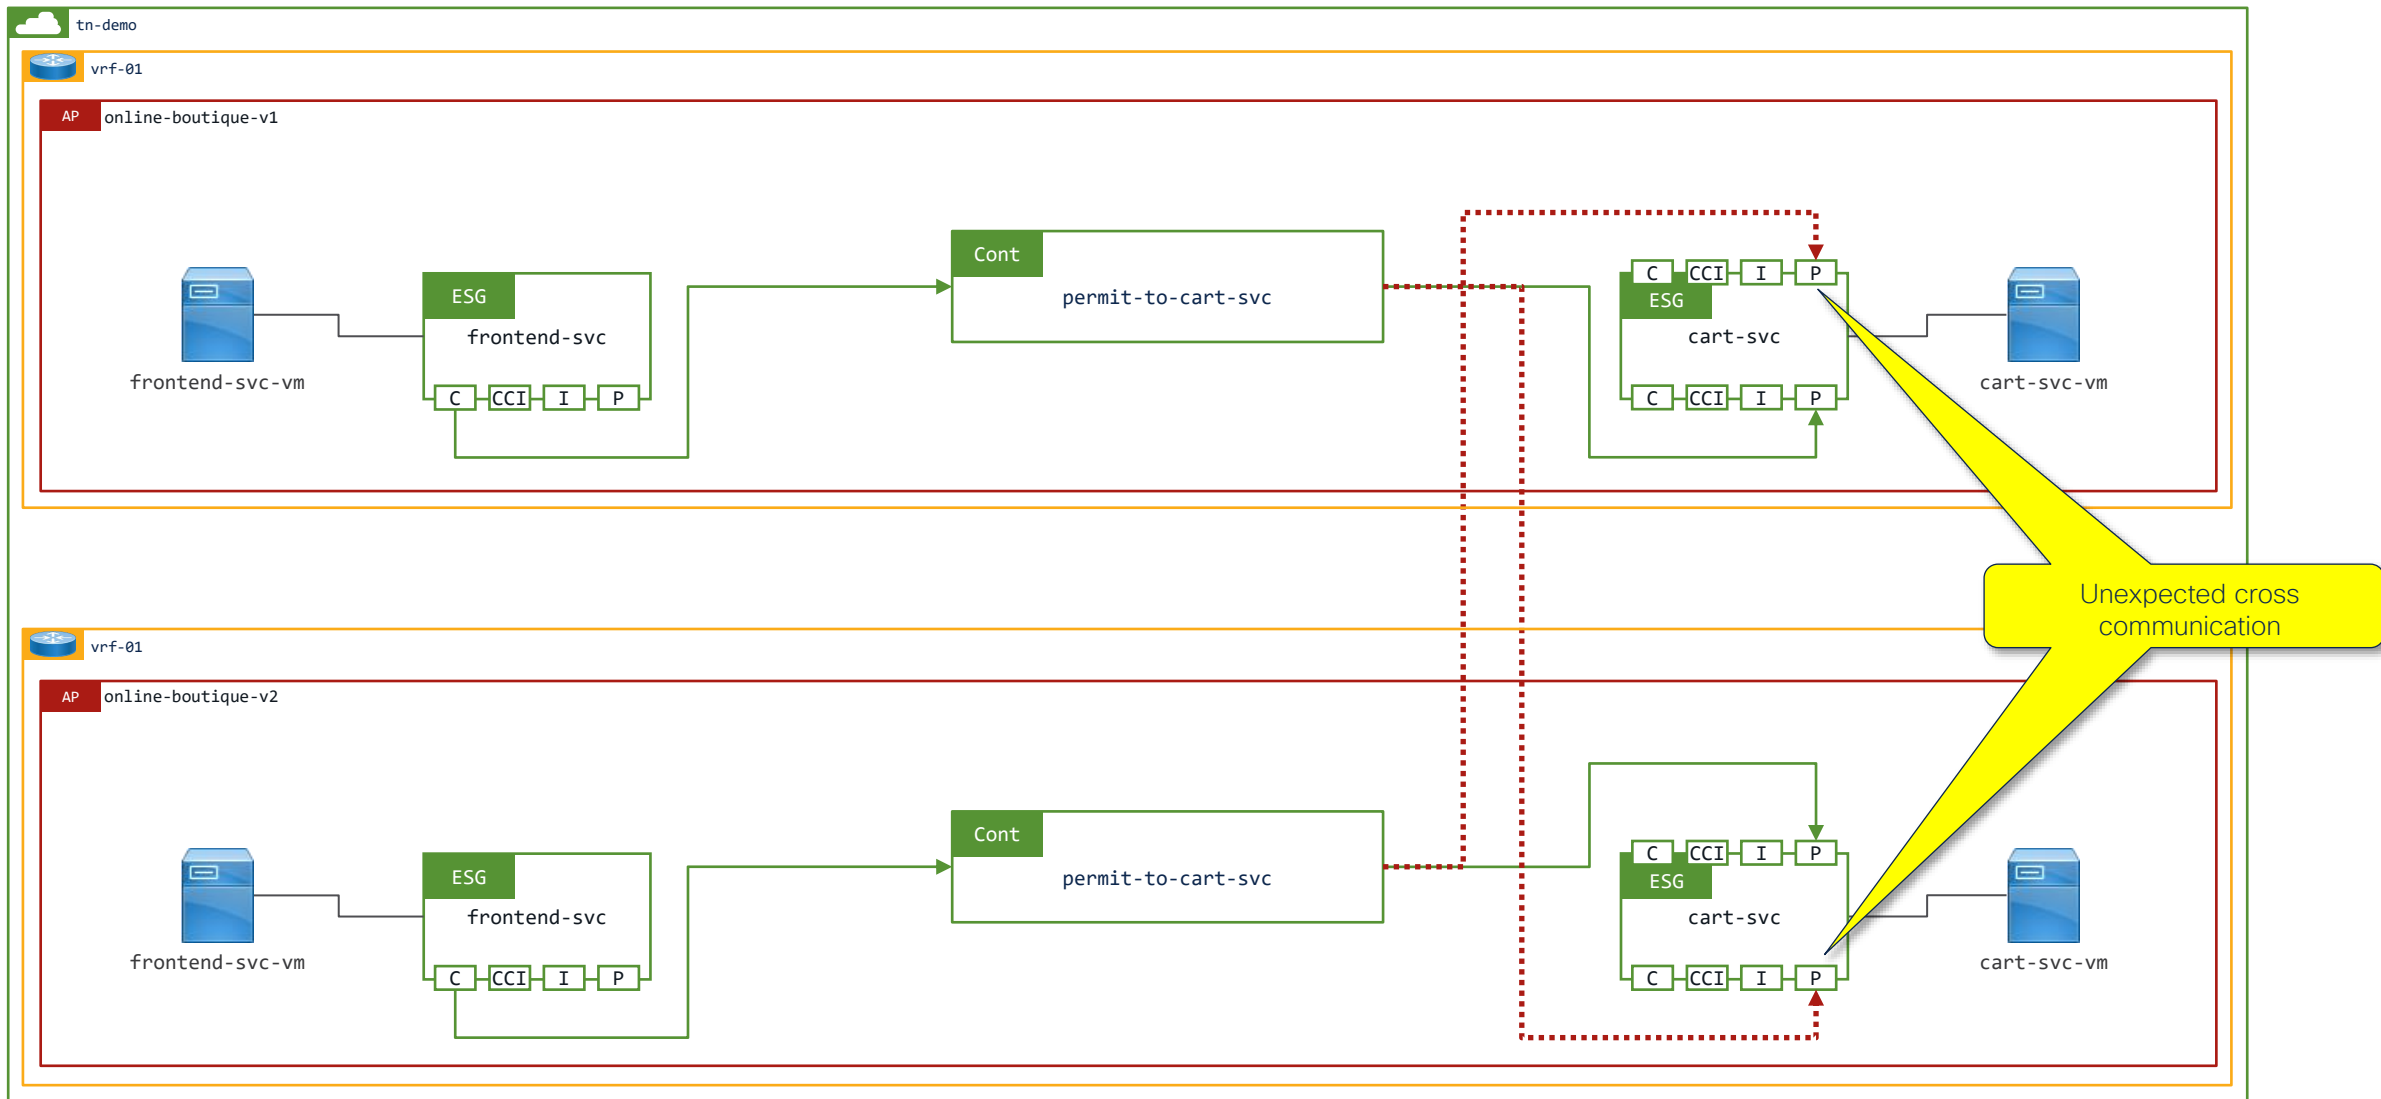 tn-demo
vrf-01
AP online-boutique-v1
Cont
permit-to-cart-svc
C CCI I P
ESG
cart-svc
C CCI I P
ESG
frontend-svc
C CCI I P
frontend-svc-vm
cart-svc-vm
Unexpected cross
communication
vrf-01
AP online-boutique-v2
Cont
permit-to-cart-svc
C CCI I P
ESG
cart-svc
C CCI I P
ESG
frontend-svc
C CCI I P
frontend-svc-vm
cart-svc-vm